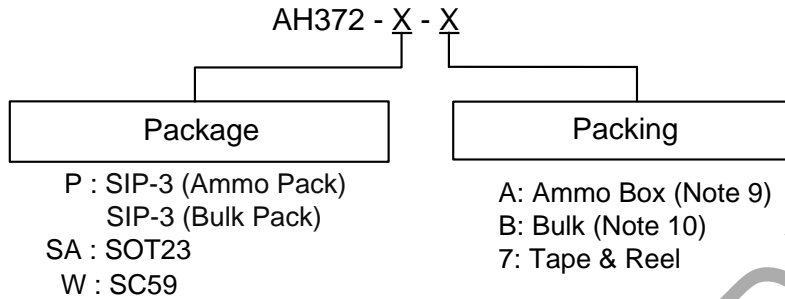 AH372 - X - X
Package
P : SIP-3 (Ammo Pack)
SIP-3 (Bulk Pack)
SA : SOT23
W : SC59
Packing
A: Ammo Box (Note 9)
B: Bulk (Note 10)
7: Tape & Reel